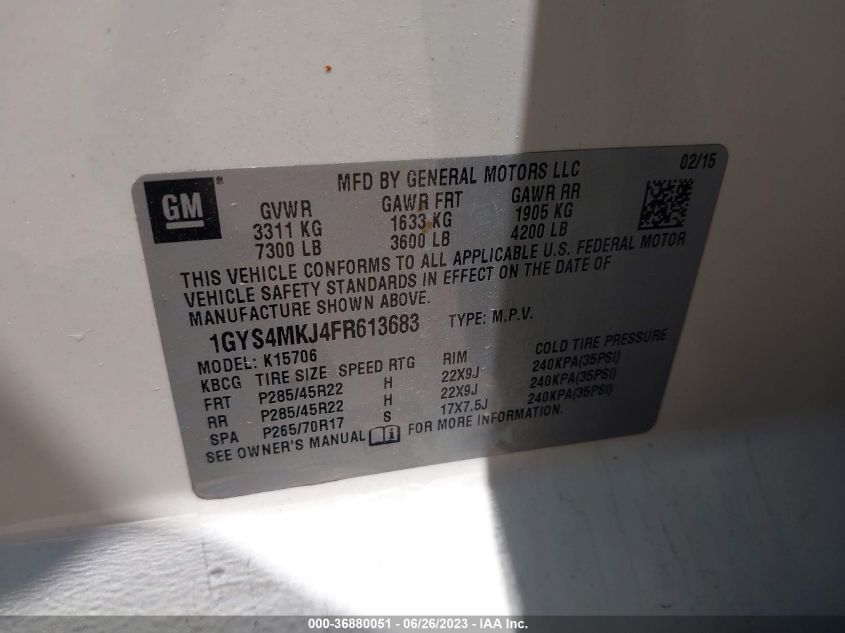 GM®
MFD BY GENERAL MOTORS LLC 02/15
GVWR GAWR FRT GAWR RR
3311 KG 1633 KG 1905 KG
7300 LB 3600 LB 4200 LB
THIS VEHICLE CONFORMS TO ALL APPLICABLE U.S. FEDERAL MOTOR
VEHICLE SAFETY STANDARDS IN EFFECT ON THE DATE OF
MANUFACTURE SHOWN ABOVE.
1GYS4MKJ4FR613683 TYPE: M.P.V.
MODEL: K15706
KBCG TIRE SIZE SPEED RTG RIM COLD TIRE PRESSURE
FRT P285/45R22 H 22X9J 240KPA(35PSI)
RR P285/45R22 H 22X9J 240KPA(35PSI)
SPA P265/70R17 S 17X7.5J 240KPA(35PSI)
SEE OWNER'S MANUAL FOR MORE INFORMATION.
000-36880051 - 06/26/2023 - IAA Inc.